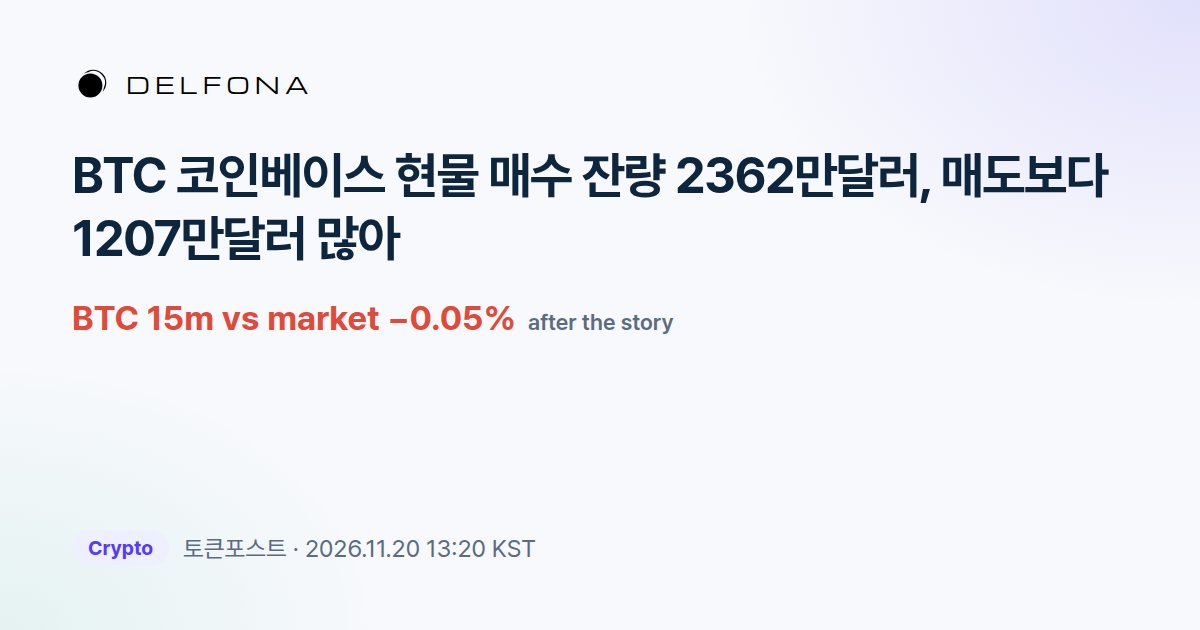 DELFONA
BTC 코인베이스 현물 매수 잔량 2362만달러, 매도보다
1207만달러 많아
BTC 15m vs market −0.05% after the story
Crypto 토큰포스트 · 2026.11.20 13:20 KST